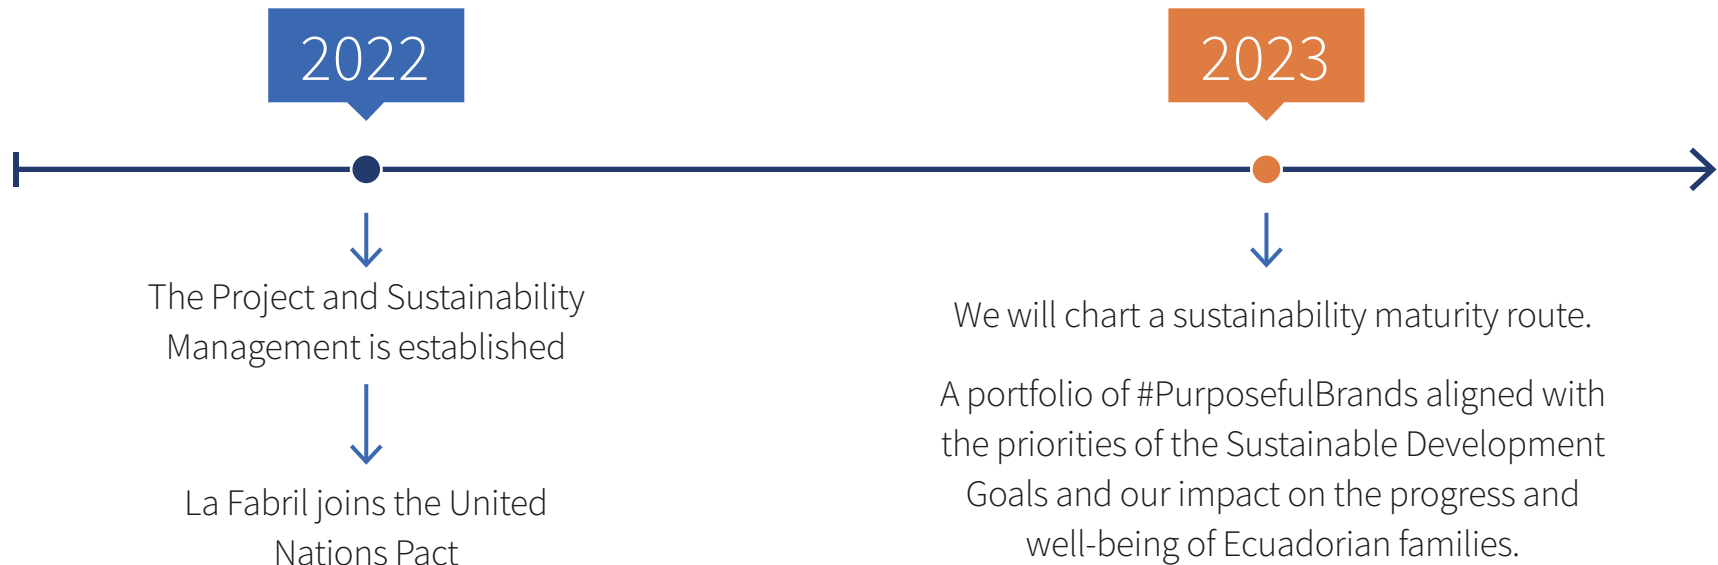 2022
The Project and Sustainability
Management is established
La Fabril joins the United
Nations Pact
2023
We will chart a sustainability maturity route.
A portfolio of #PurposefulBrands aligned with
the priorities of the Sustainable Development
Goals and our impact on the progress and
well-being of Ecuadorian families.